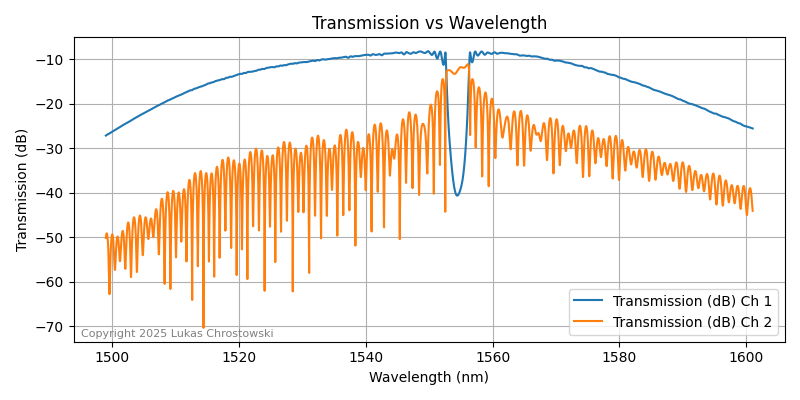 Transmission vs Wavelength
Transmission (dB)
−10
−20
−30
−40
−50
−60
−70
Transmission (dB) Ch 1
Transmission (dB) Ch 2
Copyright 2025 Lukas Chrostowski
1500
1520
1540
1560
1580
1600
Wavelength (nm)